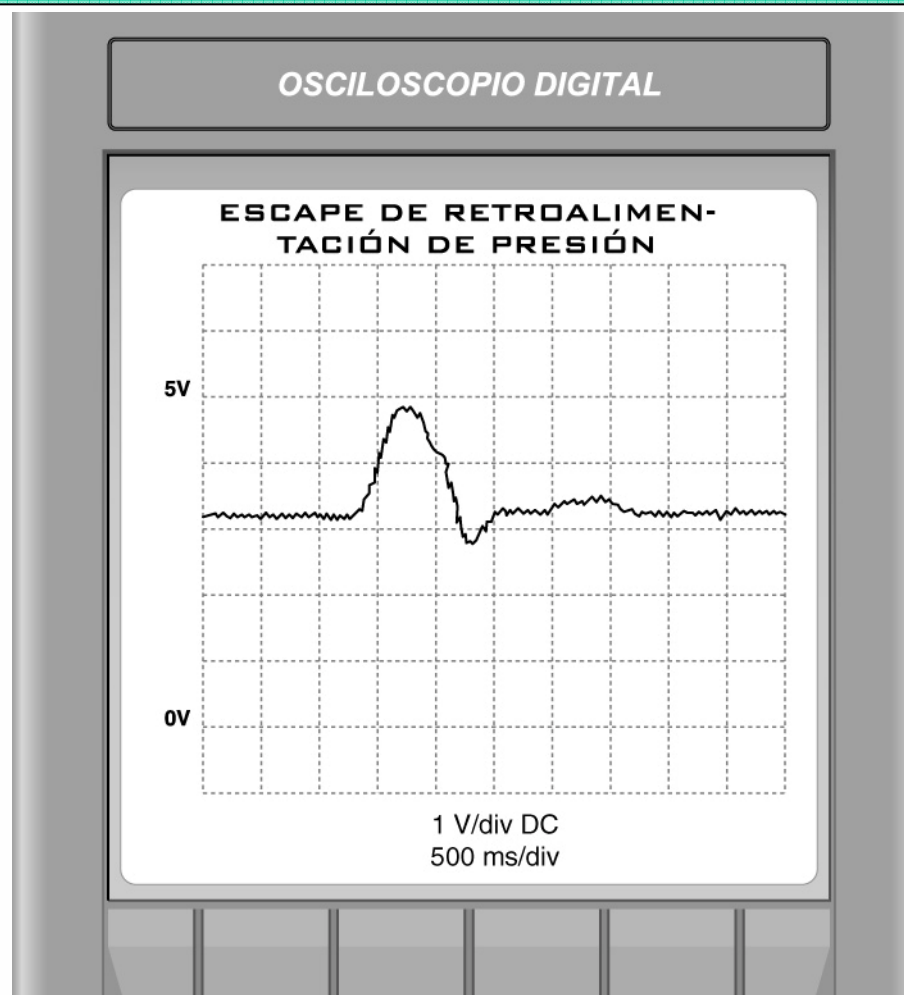 OSCILOSCOPIO DIGITAL
ESCAPE DE RETROALIMEN-
TACIÓN DE PRESIÓN
5V
0V
1 V/div DC
500 ms/div